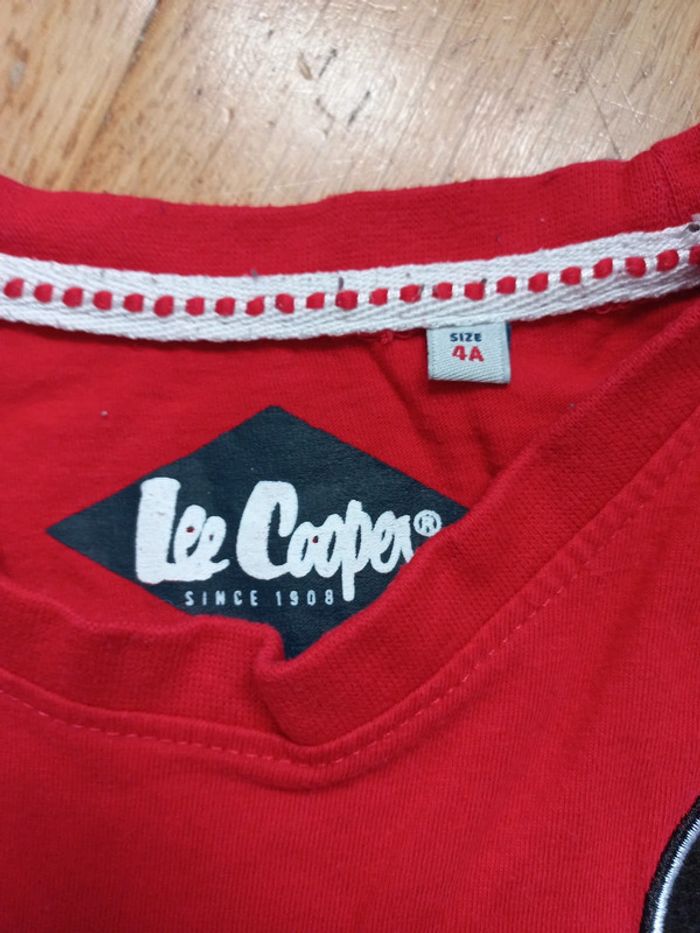 SIZE
4A
Lee Cooper®
SINCE 1908